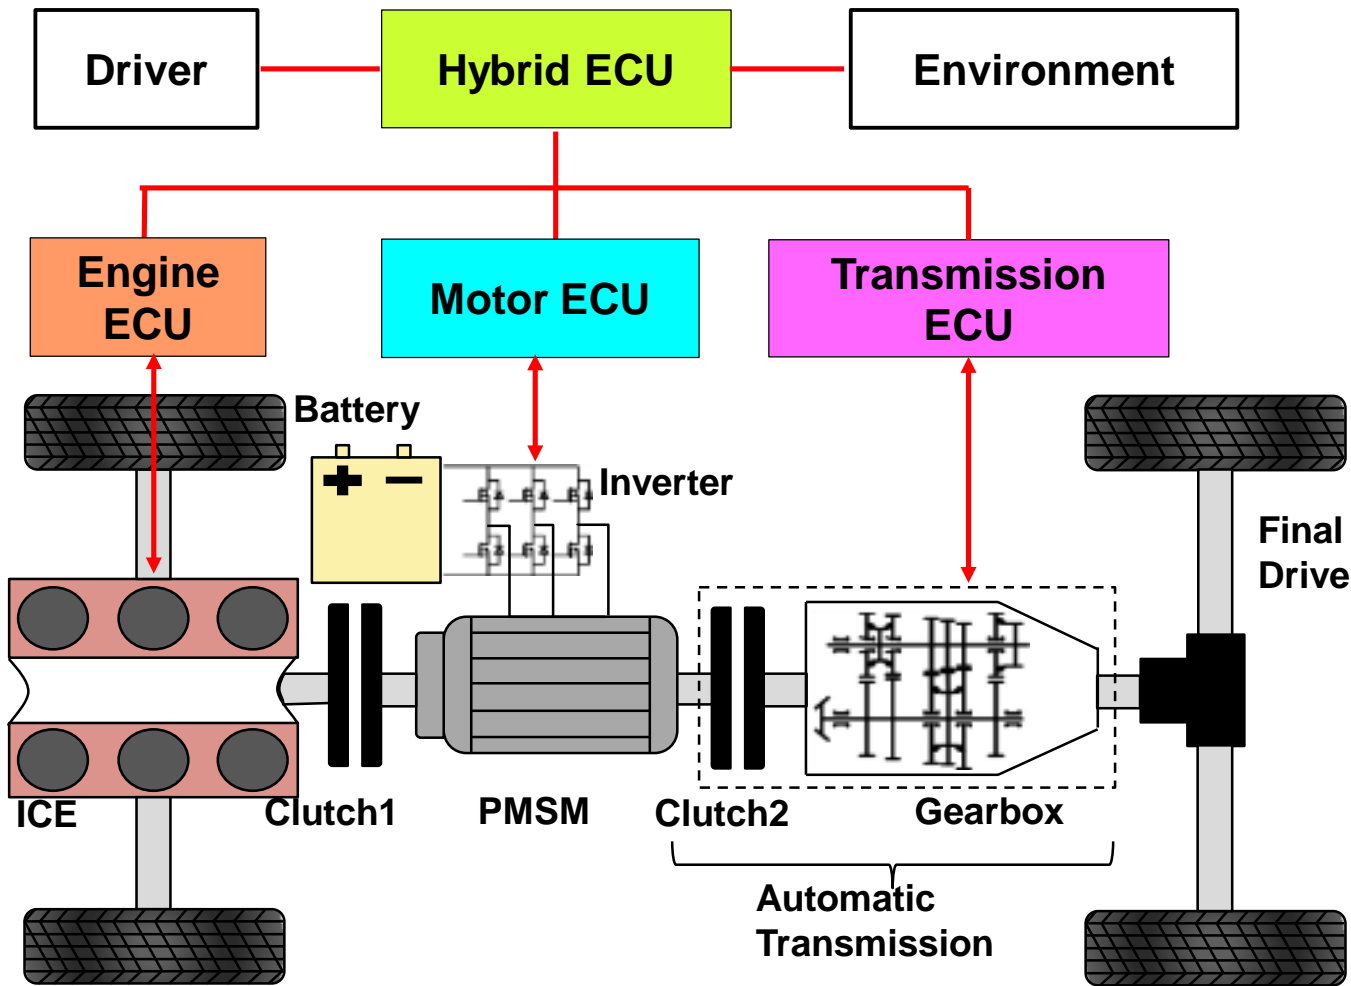 Driver
Hybrid ECU
Environment
Engine
ECU
Motor ECU
Transmission
ECU
Battery
Inverter
Final
Drive
ICE
Clutch1
PMSM
Clutch2
Gearbox
Automatic
Transmission